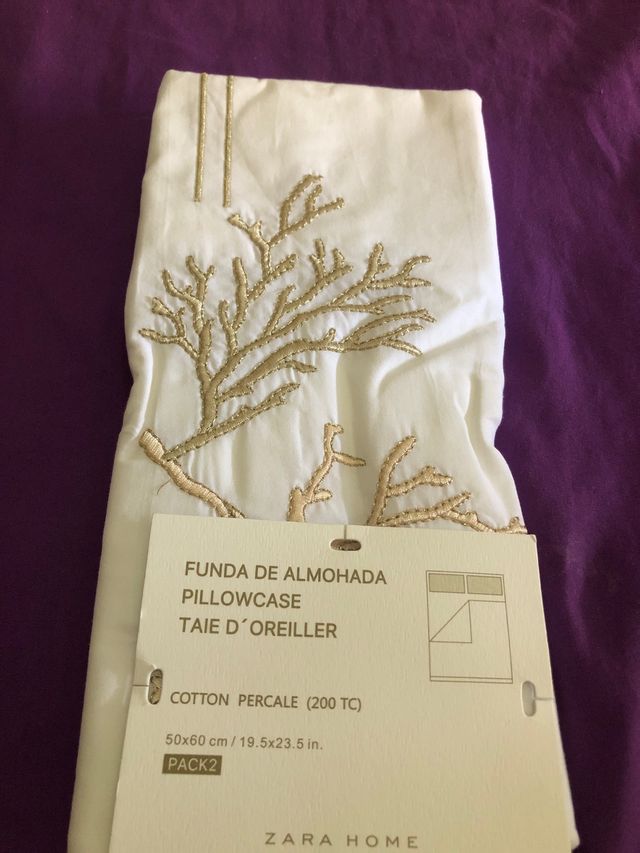 FUNDA DE ALMOHADA
PILLOWCASE
TAIE D´OREILLER
COTTON PERCALE (200 TC)
50x60 cm / 19.5x23.5 in.
PACK2
ZARA HOME